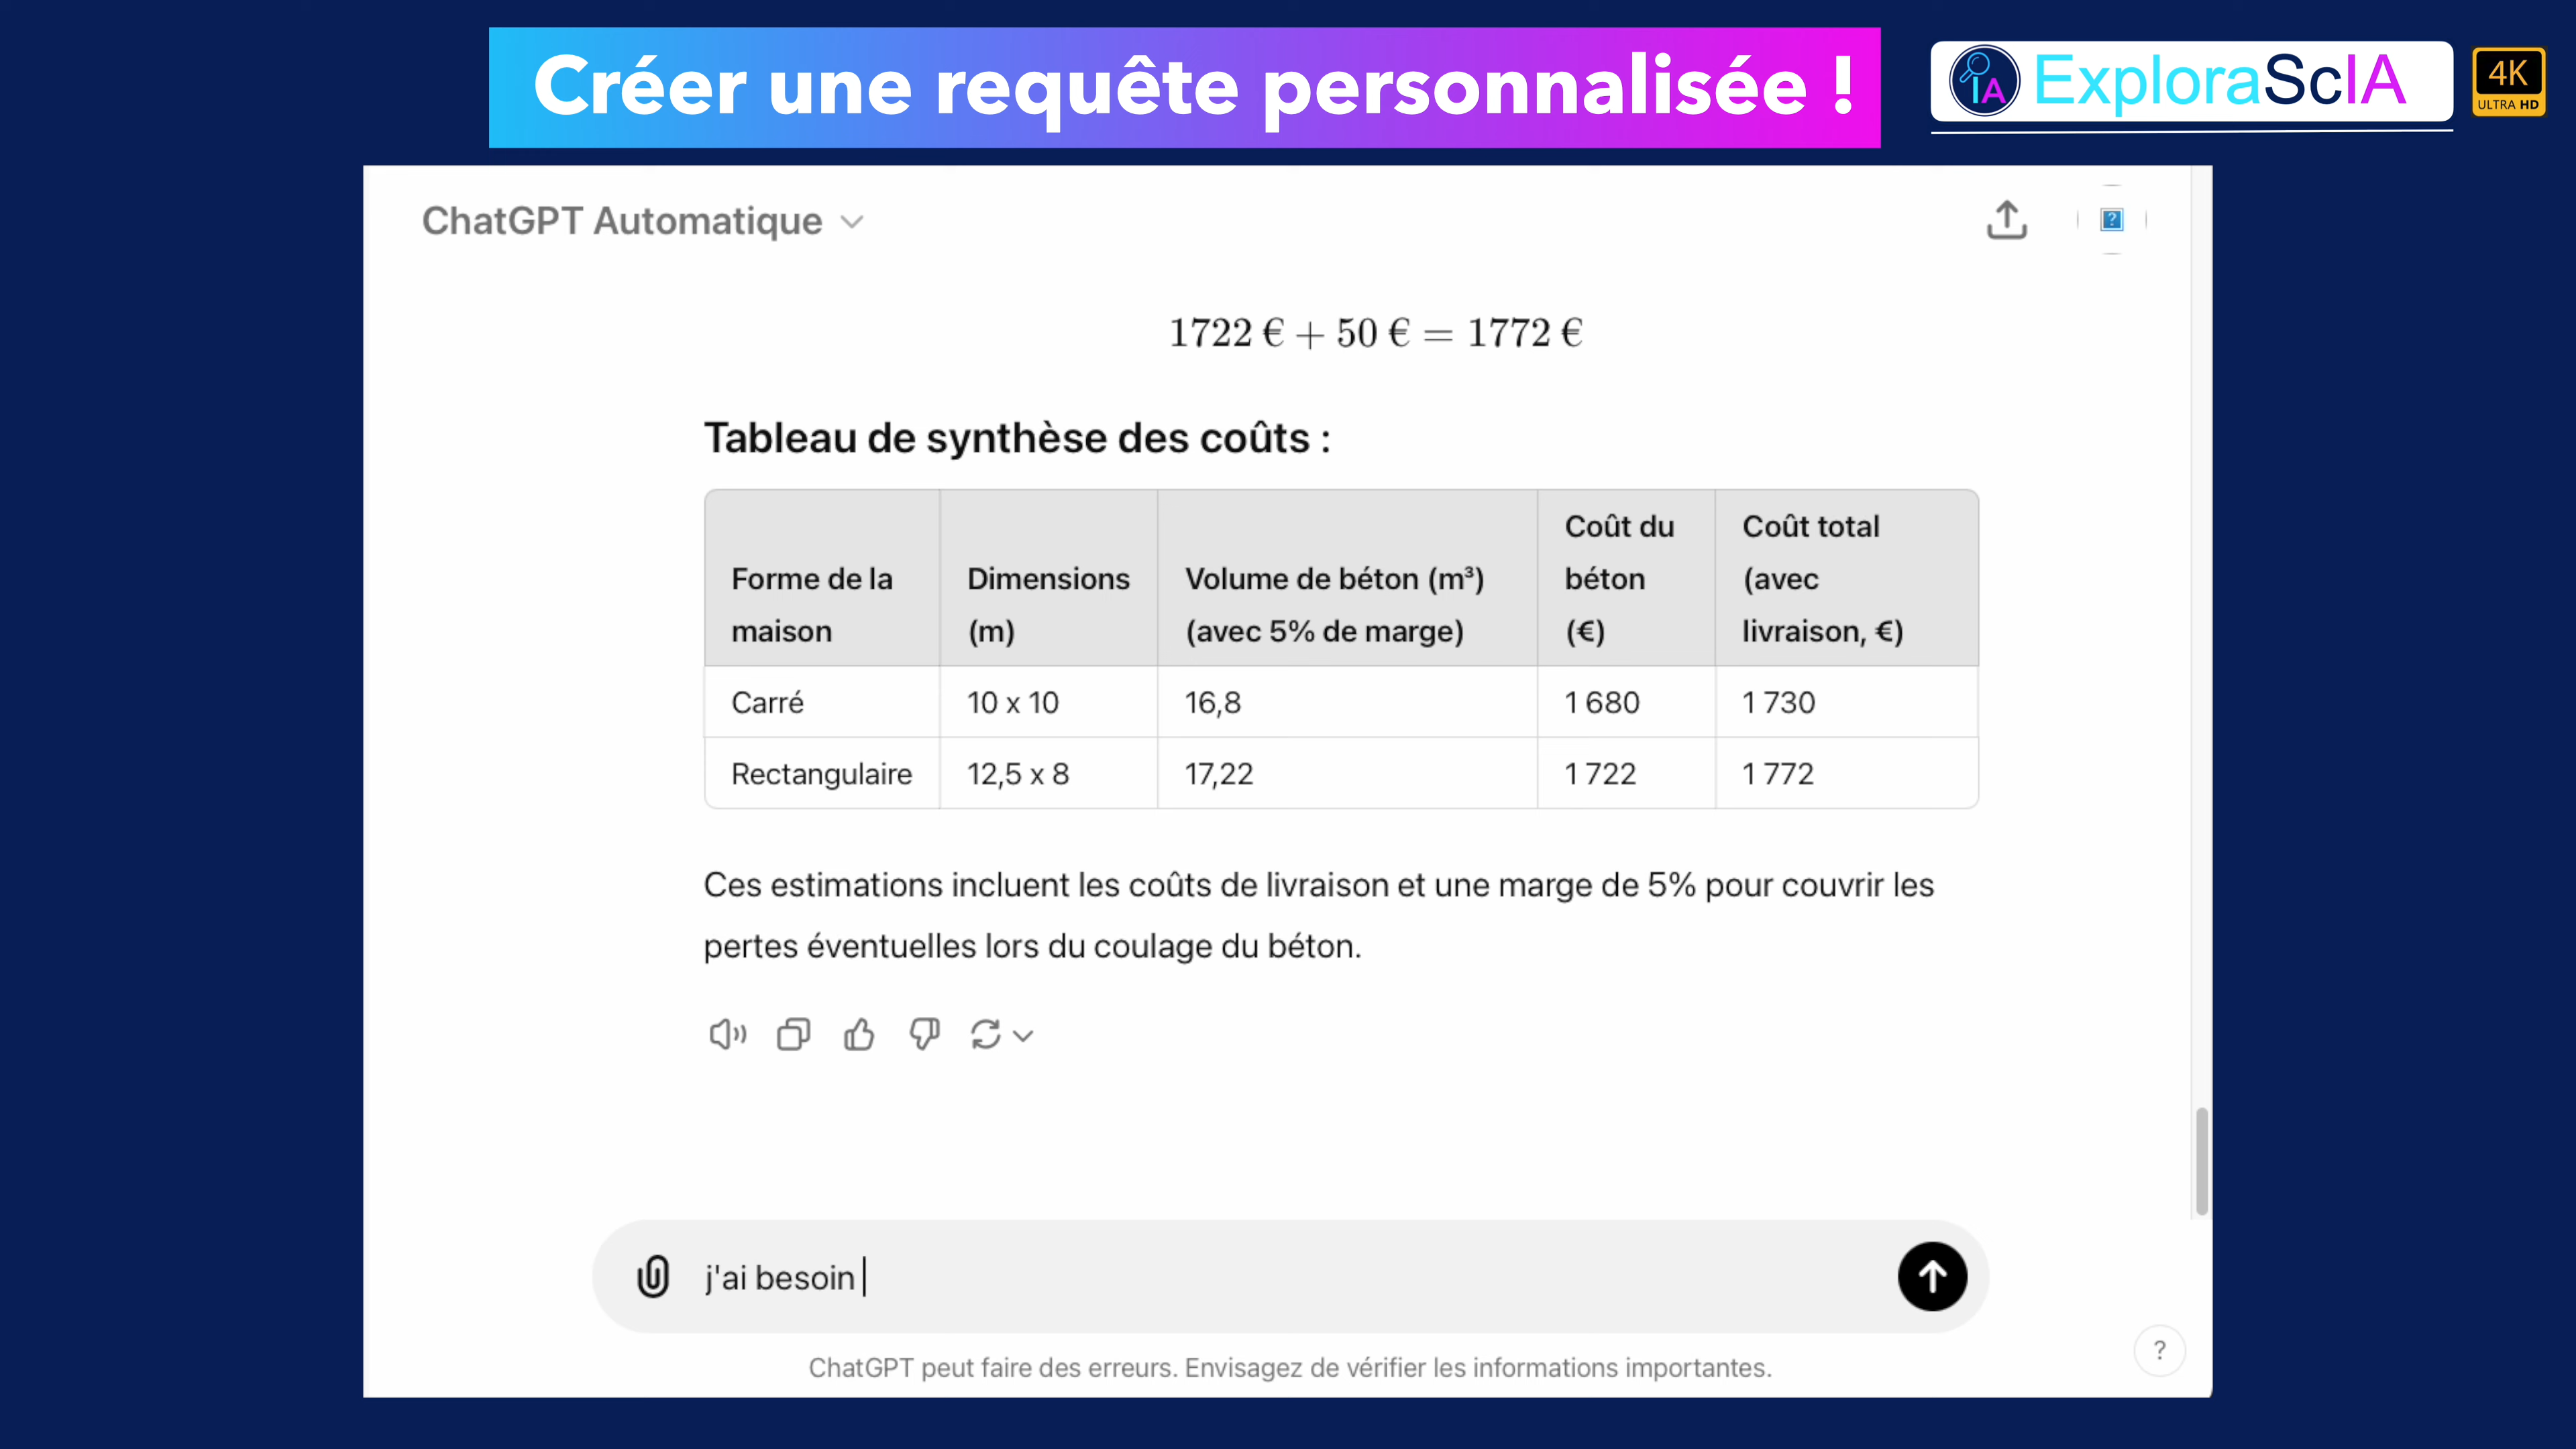 Créer une requête personnalisée !
IA ExploraScIA
4K
ULTRA HD
ChatGPT Automatique
?
1722 € + 50 € = 1772 €
Tableau de synthèse des coûts :
Forme de la maison | Dimensions (m) | Volume de béton (m³) (avec 5% de marge) | Coût du béton (€) | Coût total (avec livraison, €)
Carré | 10 x 10 | 16,8 | 1 680 | 1 730
Rectangulaire | 12,5 x 8 | 17,22 | 1 722 | 1 772
Ces estimations incluent les coûts de livraison et une marge de 5% pour couvrir les
pertes éventuelles lors du coulage du béton.
j'ai besoin
ChatGPT peut faire des erreurs. Envisagez de vérifier les informations importantes.
?